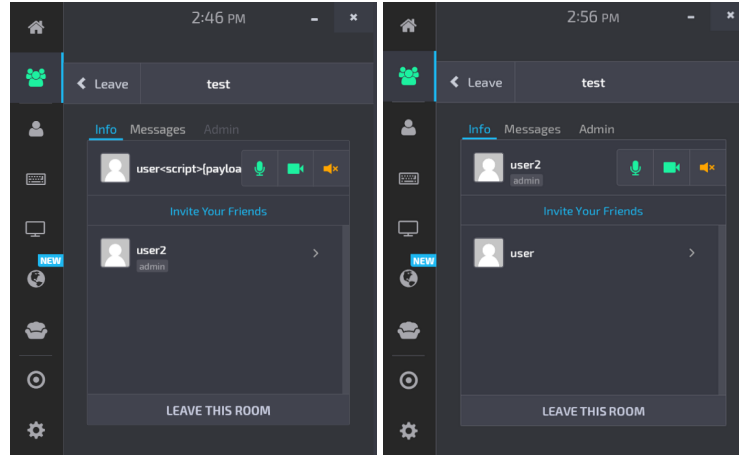 2:46 PM
Leave
test
Info Messages Admin
user<script>{payloa
Invite Your Friends
user2
admin
NEW
LEAVE THIS ROOM
2:56 PM
Leave
test
Info Messages Admin
user2
admin
Invite Your Friends
user
NEW
LEAVE THIS ROOM